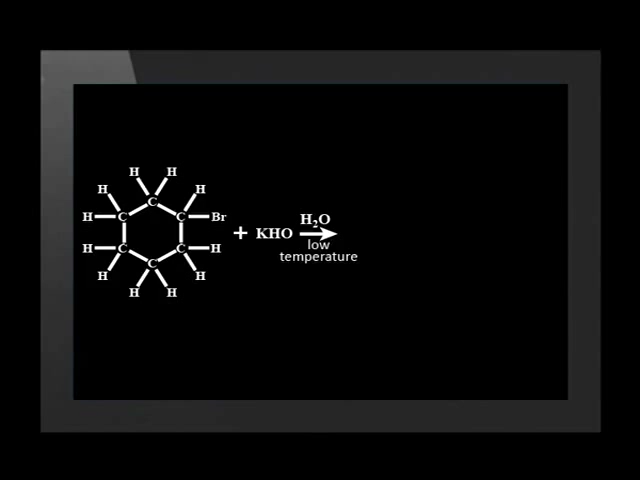 H H
H C H
H C C Br
+ KHO H₂O
H C C H low
H C H temperature
H H